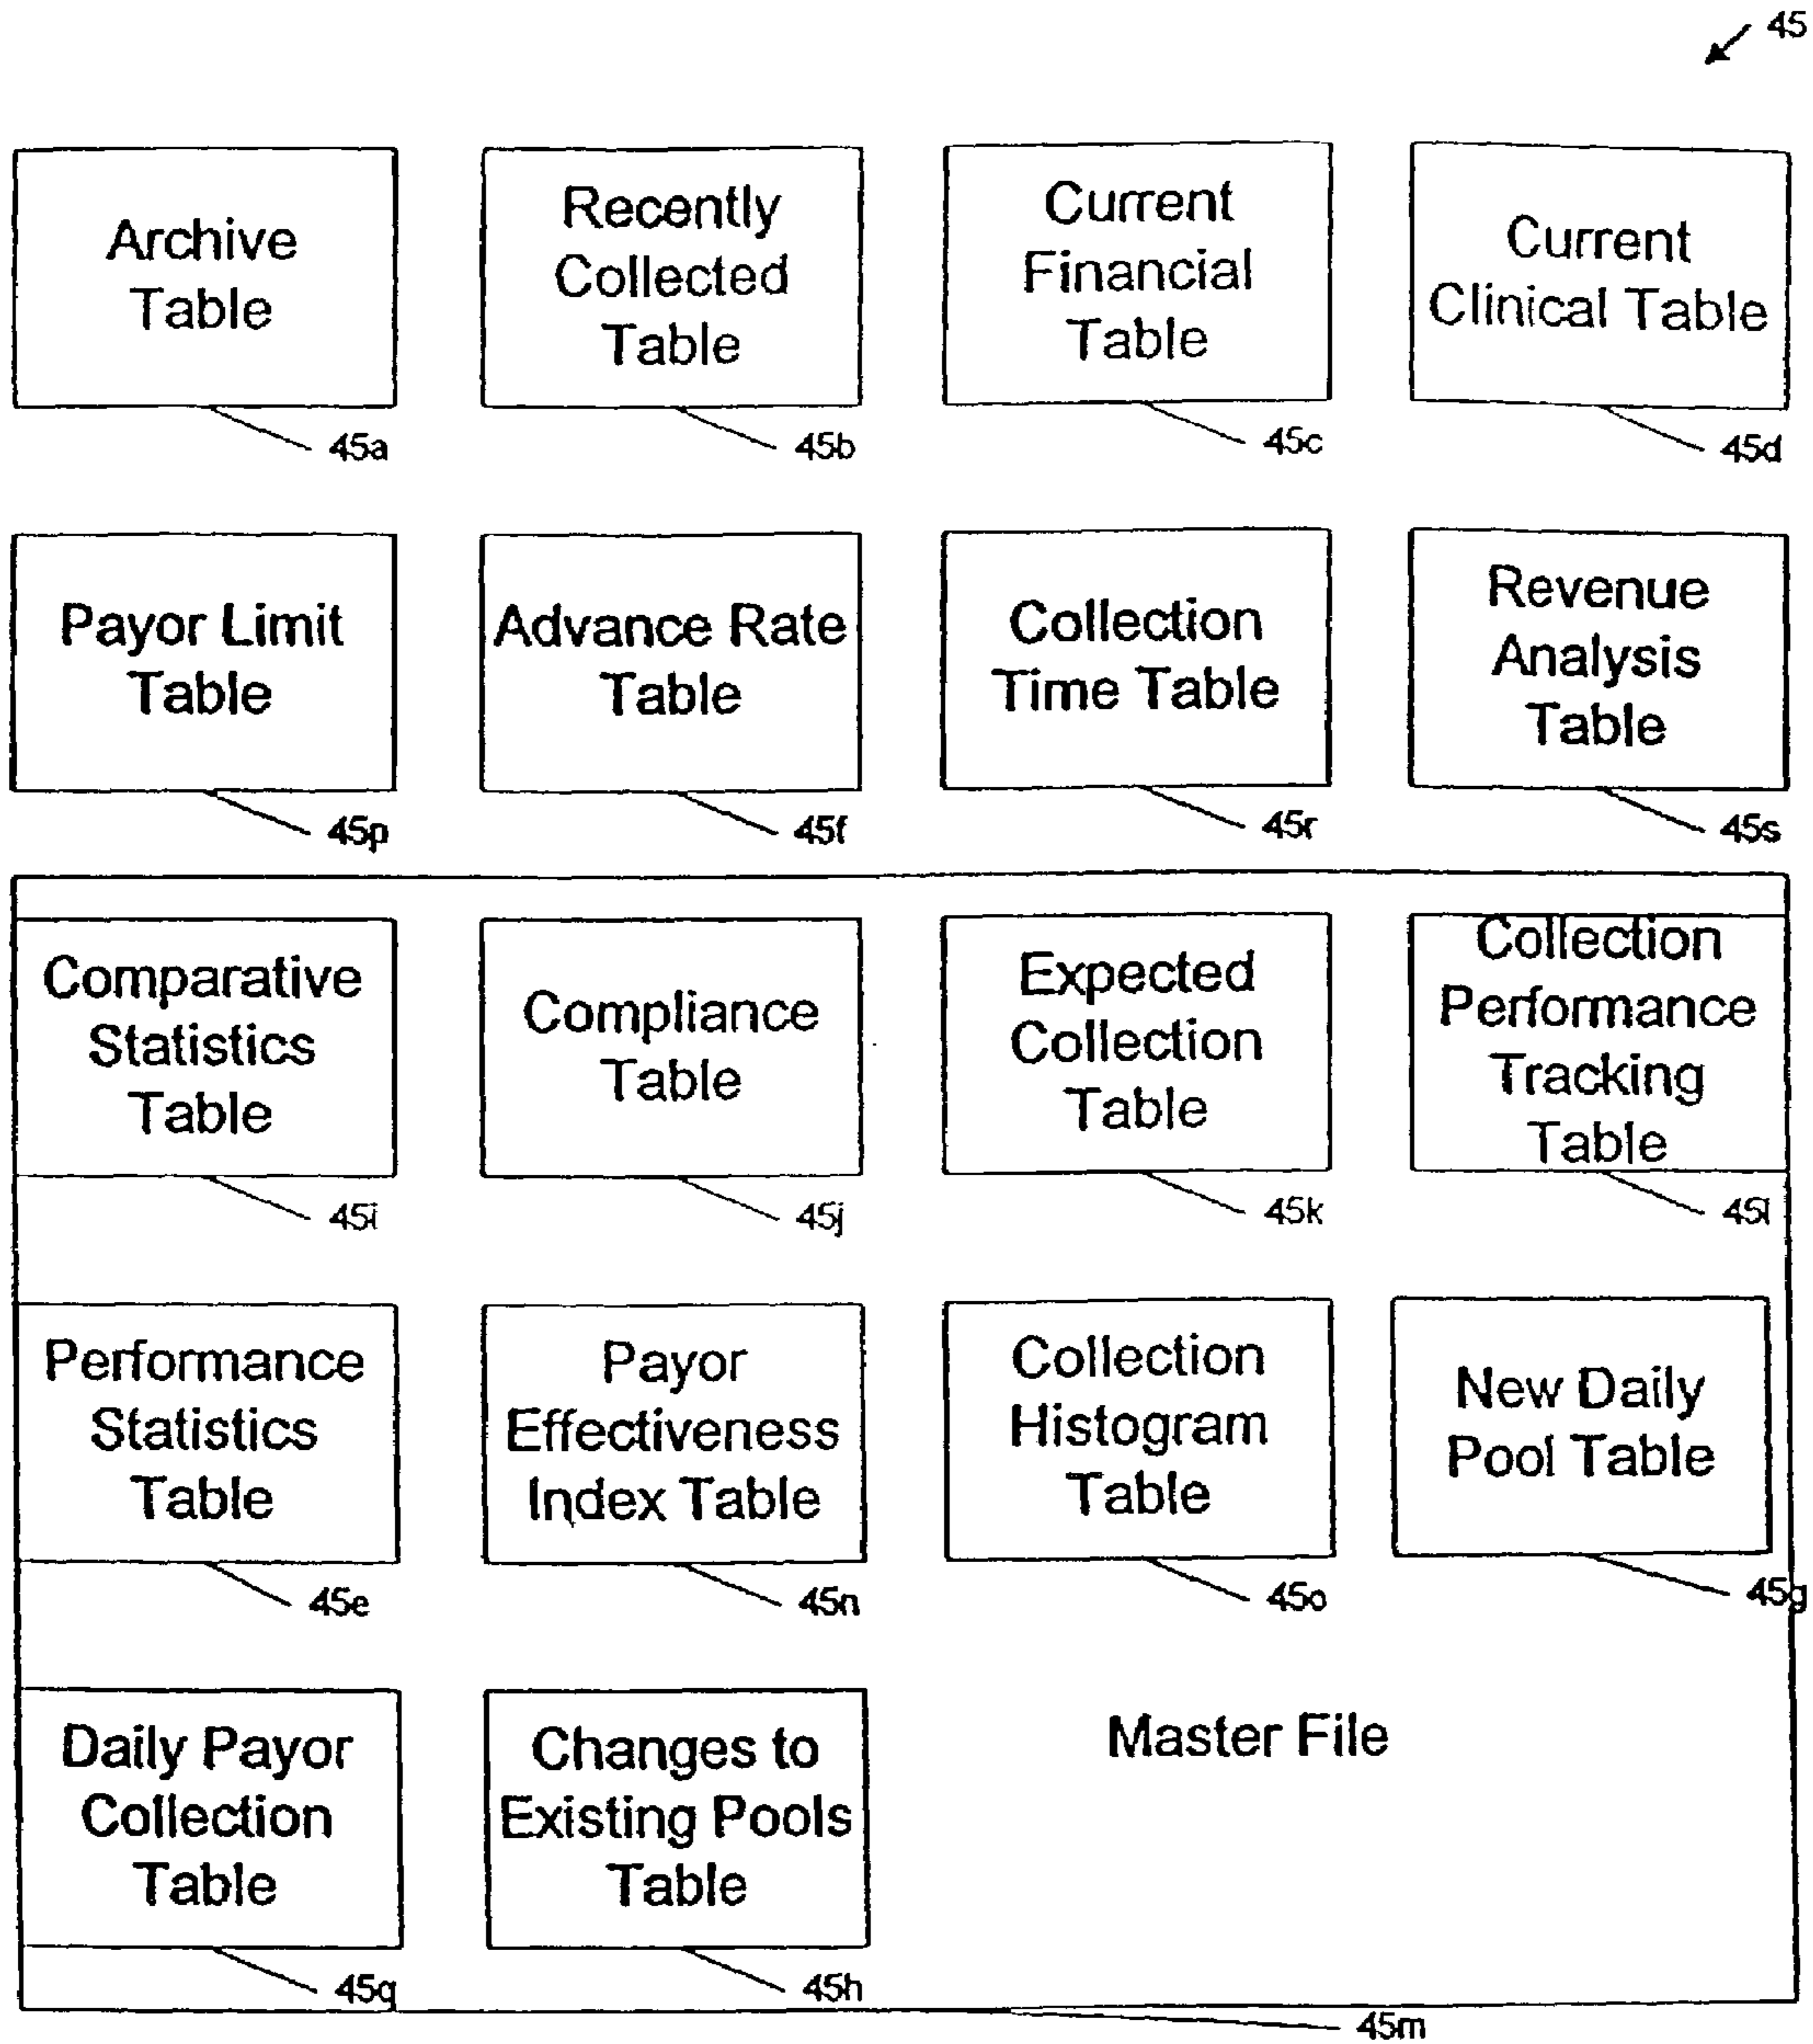 45
Archive
Table
45a
Recently
Collected
Table
45b
Current
Financial
Table
45c
Current
Clinical Table
45d
Payor Limit
Table
45p
Advance Rate
Table
45f
Collection
Time Table
45r
Revenue
Analysis
Table
45s
Comparative
Statistics
Table
45i
Compliance
Table
45j
Expected
Collection
Table
45k
Collection
Performance
Tracking
Table
45l
Performance
Statistics
Table
45e
Payor
Effectiveness
Index Table
45n
Collection
Histogram
Table
45o
New Daily
Pool Table
45g
Daily Payor
Collection
Table
45q
Changes to
Existing Pools
Table
45h
Master File
45m